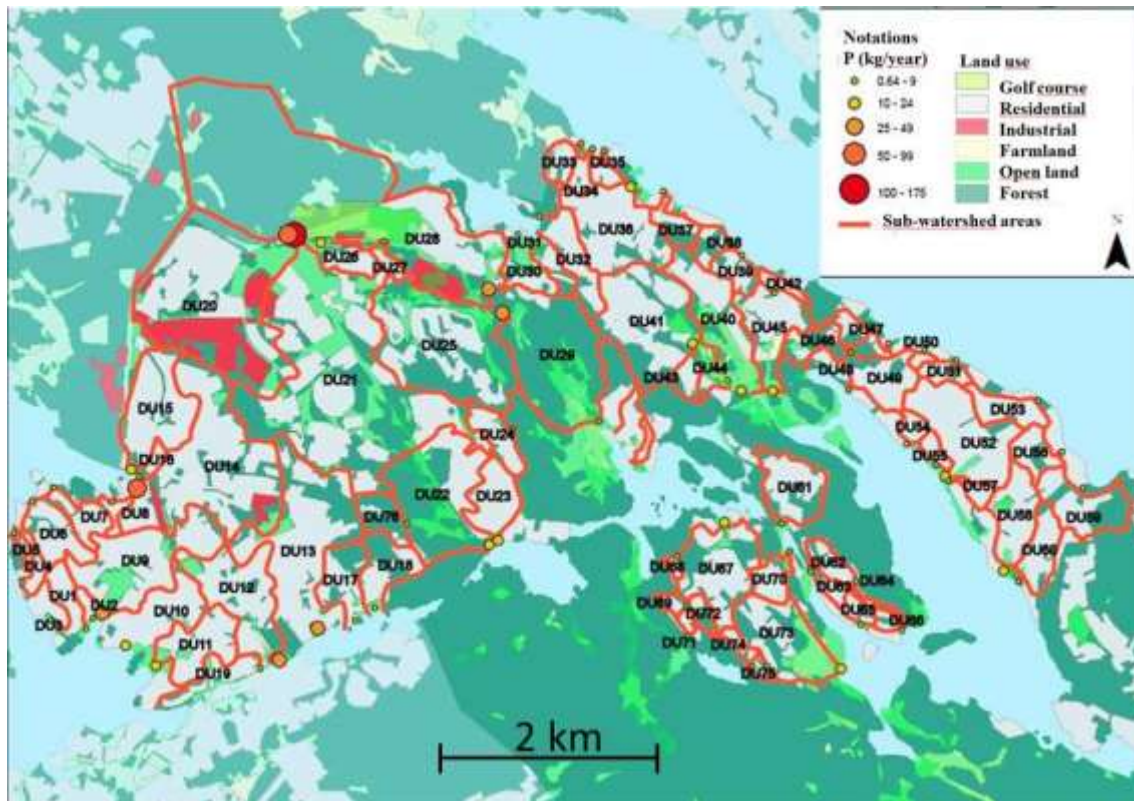 Notations
P (kg/year)
0.64 - 9
10 - 24
25 - 49
50 - 99
100 - 175
Land use
Golf course
Residential
Industrial
Farmland
Open land
Forest
Sub-watershed areas
N
DU33
DU35
DU34
DU36
DU37
DU38
DU39
DU42
DU31
DU32
DU30
DU28
DU26
DU27
DU20
DU25
DU29
DU41
DU40
DU45
DU44
DU43
DU46
DU47
DU48
DU50
DU49
DU51
DU53
DU54
DU52
DU55
DU56
DU57
DU58
DU59
DU60
DU21
DU15
DU16
DU14
DU24
DU22
DU23
DU61
DU7
DU8
DU6
DU5
DU4
DU9
DU1
DU2
DU3
DU10
DU11
DU12
DU13
DU19
DU17
DU18
DU76
DU62
DU63
DU64
DU65
DU66
DU67
DU68
DU69
DU70
DU71
DU72
DU73
DU74
DU75
2 km